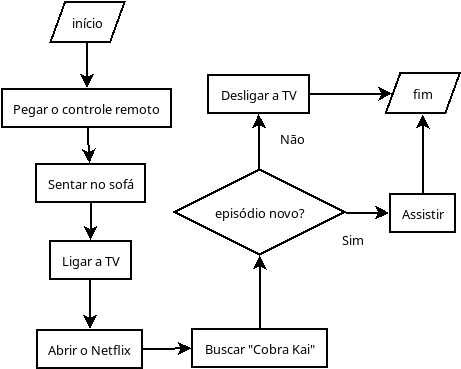 início
Pegar o controle remoto
Sentar no sofá
Ligar a TV
Abrir o Netflix
Buscar "Cobra Kai"
episódio novo?
Não
Desligar a TV
Sim
Assistir
fim